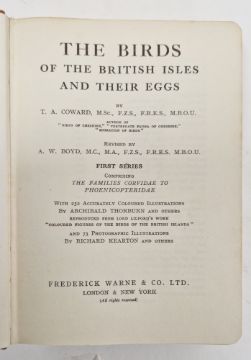 THE BIRDS
OF THE BRITISH ISLES
AND THEIR EGGS
BY
T. A. COWARD, M.Sc., F.Z.S., F.R.E.S., M.B.O.U.
AUTHOR OF
REVISED BY
A. W. BOYD, M.C., M.A., F.Z.S., F.R.E.S. M.B.O.U.
FIRST SERIES
COMPRISING
THE FAMILIES CORVIDAE TO
PHOENICOPTERIDAE
WITH 252 ACCURATELY COLOURED ILLUSTRATIONS
BY ARCHIBALD THORBURN AND OTHERS
REPRODUCED FROM LORD LILFORD'S WORK
"COLOURED FIGURES OF THE BIRDS OF THE BRITISH ISLANDS"
AND 73 PHOTOGRAPHIC ILLUSTRATIONS
BY RICHARD KEARTON AND OTHERS
FREDERICK WARNE & CO. LTD.
LONDON & NEW YORK
(All rights reserved)